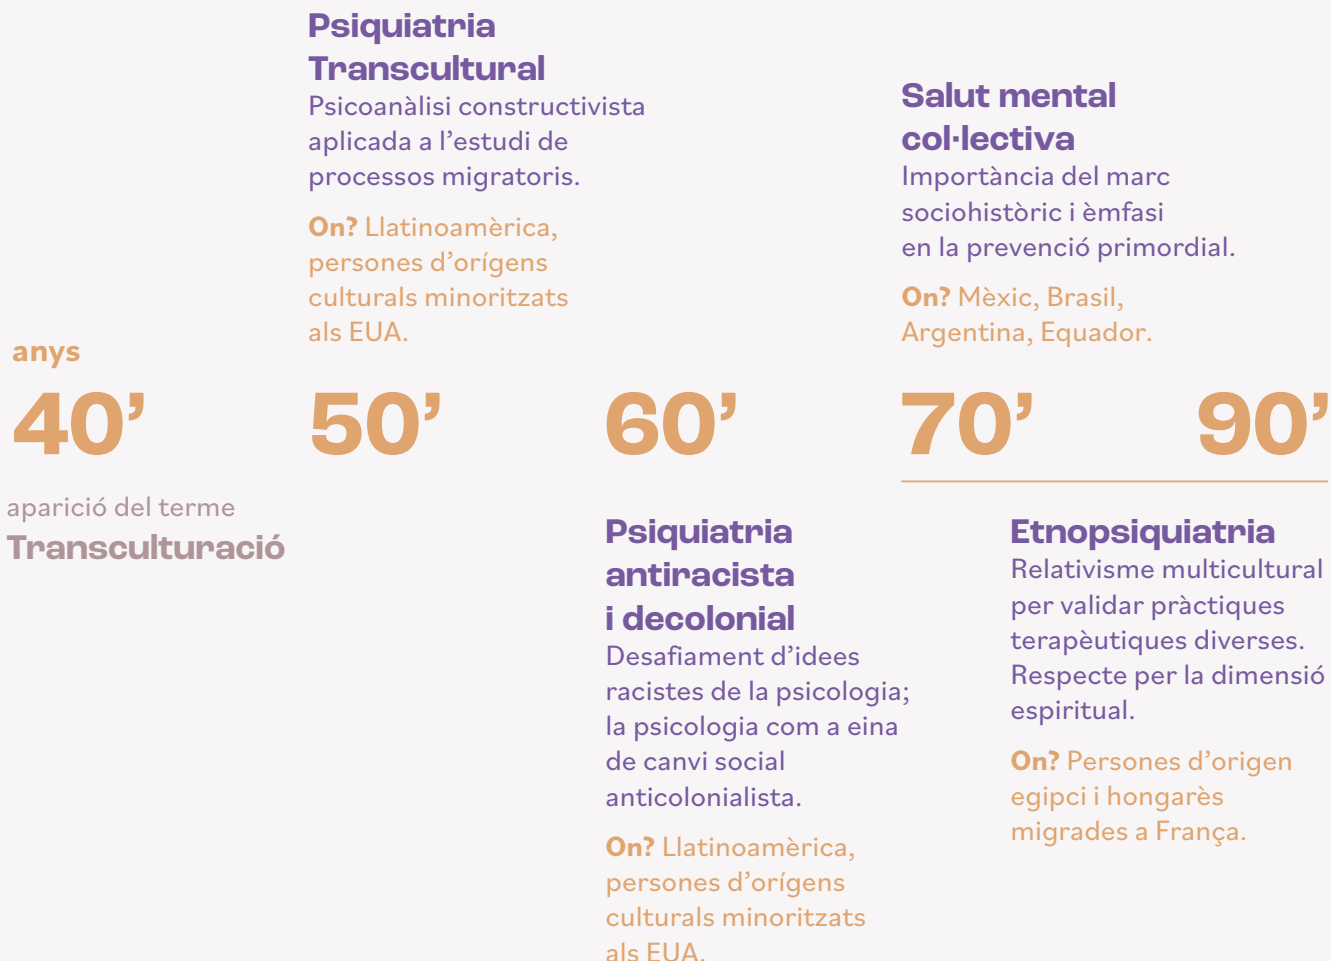 Psiquiatria
Transcultural
Psicoanàlisi constructivista
aplicada a l’estudi de
processos migratoris.
On? Llatinoamèrica,
persones d’orígens
culturals minoritzats
als EUA.
Salut mental
col·lectiva
Importància del marc
sociohistòric i èmfasi
en la prevenció primordial.
On? Mèxic, Brasil,
Argentina, Equador.
anys
40’ 50’ 60’ 70’ 90’
aparició del terme
Transculturació
Psiquiatria
antiracista
i decolonial
Desafiament d’idees
racistes de la psicologia;
la psicologia com a eina
de canvi social
anticolonialista.
On? Llatinoamèrica,
persones d’orígens
culturals minoritzats
als EUA.
Etnopsiquiatria
Relativisme multicultural
per validar pràctiques
terapèutiques diverses.
Respecte per la dimensió
espiritual.
On? Persones d’origen
egipci i hongarès
migrades a França.